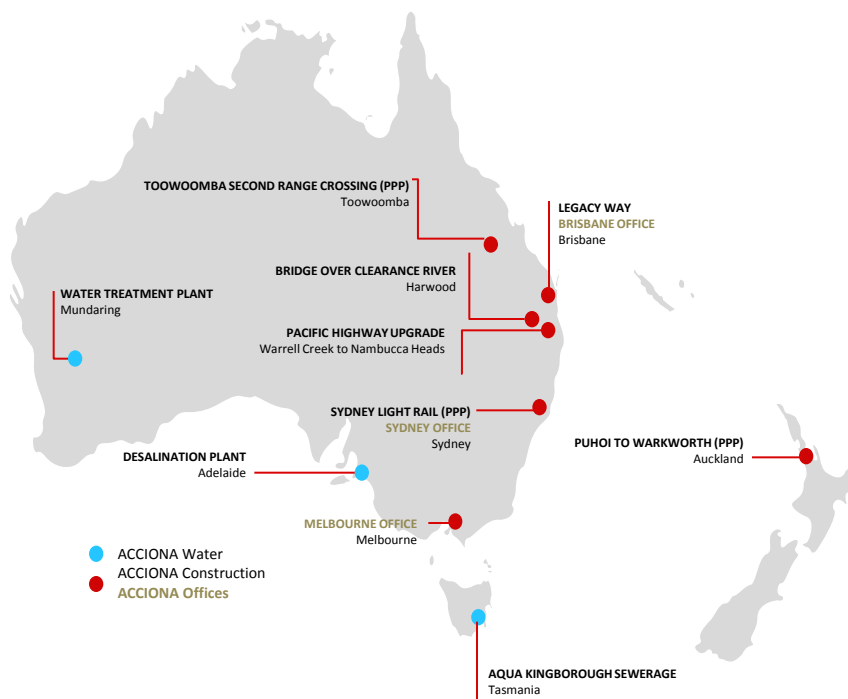 TOOWOOMBA SECOND RANGE CROSSING (PPP)
Toowoomba
LEGACY WAY
BRISBANE OFFICE
Brisbane
BRIDGE OVER CLEARANCE RIVER
Harwood
WATER TREATMENT PLANT
Mundaring
PACIFIC HIGHWAY UPGRADE
Warrell Creek to Nambucca Heads
SYDNEY LIGHT RAIL (PPP)
SYDNEY OFFICE
Sydney
PUHOI TO WARKWORTH (PPP)
Auckland
DESALINATION PLANT
Adelaide
MELBOURNE OFFICE
Melbourne
ACCIONA Water
ACCIONA Construction
ACCIONA Offices
AQUA KINGBOROUGH SEWERAGE
Tasmania